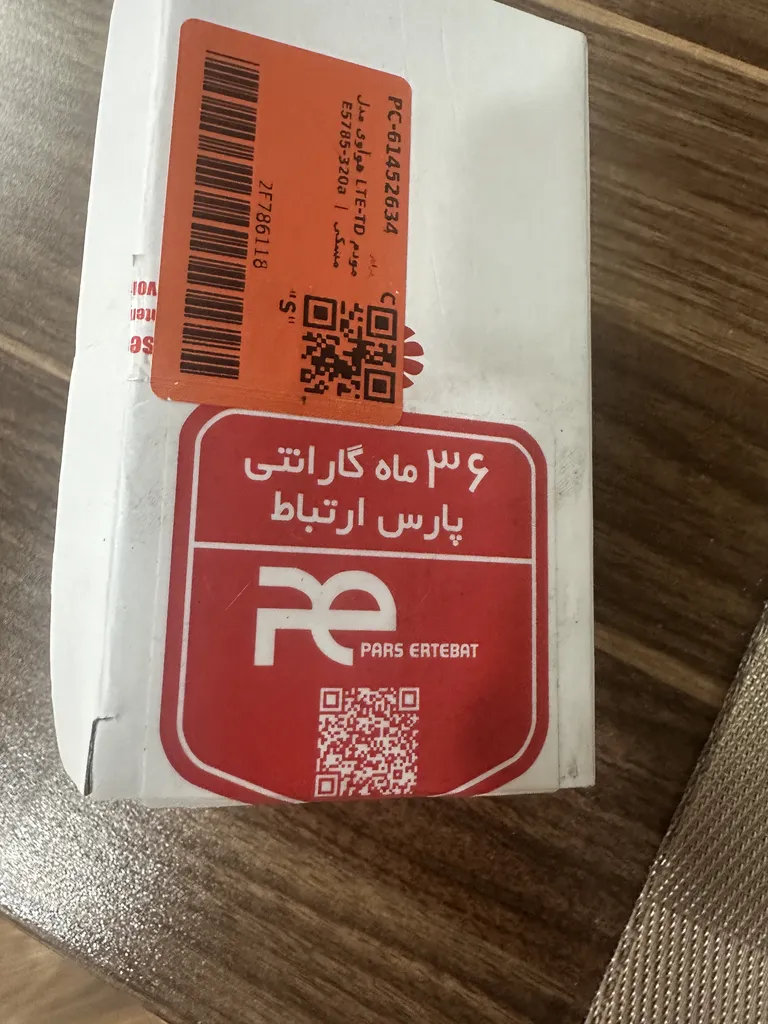 PC-61452634
مودم LTE-TD هواوی مدل
E5785-320a | مشکی
2F786118
C
"S"
۳۶ ماه گارانتی
پارس ارتباط
PARS ERTEBAT